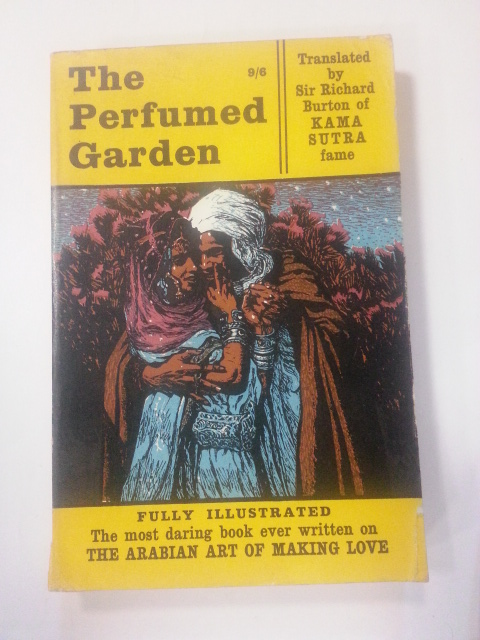 The
Perfumed
Garden
9/6
Translated
by
Sir Richard
Burton of
KAMA
SUTRA
fame
FULLY ILLUSTRATED
The most daring book ever written on
THE ARABIAN ART OF MAKING LOVE